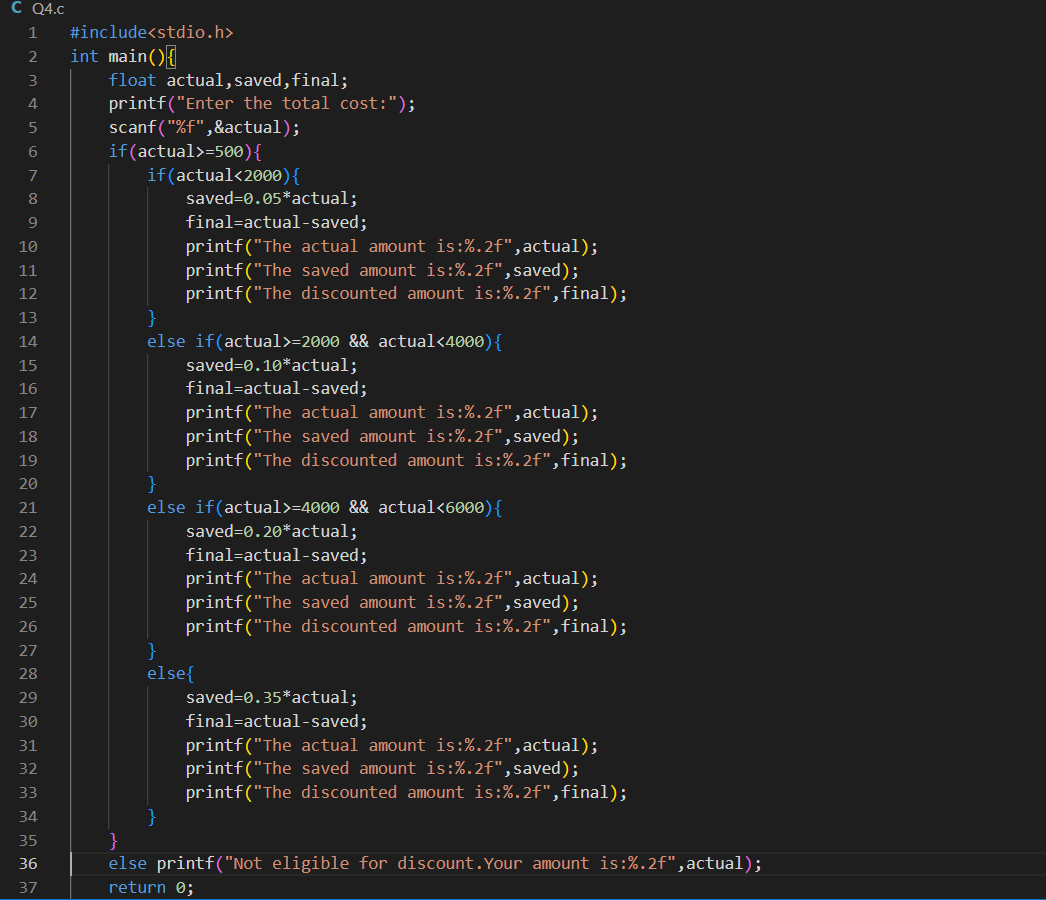 C Q4.c
1 #include<stdio.h>
2 int main(){
3     float actual,saved,final;
4     printf("Enter the total cost:");
5     scanf("%f",&actual);
6     if(actual>=500){
7         if(actual<2000){
8             saved=0.05*actual;
9             final=actual-saved;
10             printf("The actual amount is:%.2f",actual);
11             printf("The saved amount is:%.2f",saved);
12             printf("The discounted amount is:%.2f",final);
13         }
14         else if(actual>=2000 && actual<4000){
15             saved=0.10*actual;
16             final=actual-saved;
17             printf("The actual amount is:%.2f",actual);
18             printf("The saved amount is:%.2f",saved);
19             printf("The discounted amount is:%.2f",final);
20         }
21         else if(actual>=4000 && actual<6000){
22             saved=0.20*actual;
23             final=actual-saved;
24             printf("The actual amount is:%.2f",actual);
25             printf("The saved amount is:%.2f",saved);
26             printf("The discounted amount is:%.2f",final);
27         }
28         else{
29             saved=0.35*actual;
30             final=actual-saved;
31             printf("The actual amount is:%.2f",actual);
32             printf("The saved amount is:%.2f",saved);
33             printf("The discounted amount is:%.2f",final);
34         }
35     }
36     else printf("Not eligible for discount.Your amount is:%.2f",actual);
37     return 0;